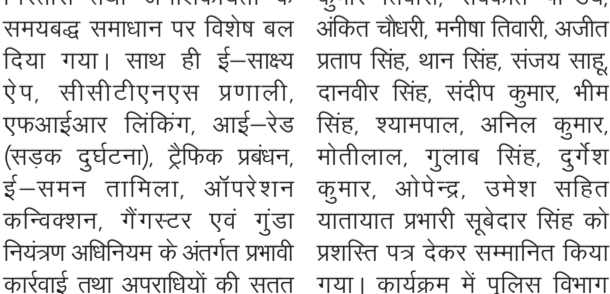 समयबद्ध समाधान पर विशेष बल
दिया गया। साथ ही ई–साक्ष्य
ऐप, सीसीटीएनएस प्रणाली,
एफआईआर लिंकिंग, आई–रेड
(सड़क दुर्घटना), ट्रैफिक प्रबंधन,
ई–समन तामिला, ऑपरेशन
कन्विक्शन, गैंगस्टर एवं गुंडा
नियंत्रण अधिनियम के अंतर्गत प्रभावी
कार्रवाई तथा अपराधियों की सतत
अंकित चौधरी, मनीषा तिवारी, अजीत
प्रताप सिंह, थान सिंह, संजय साहू,
दानवीर सिंह, संदीप कुमार, भीम
सिंह, श्यामपाल, अनिल कुमार,
मोतीलाल, गुलाब सिंह, दुर्गेश
कुमार, ओपेन्द्र, उमेश सहित
यातायात प्रभारी सूबेदार सिंह को
प्रशस्ति पत्र देकर सम्मानित किया
गया। कार्यक्रम में पुलिस विभाग